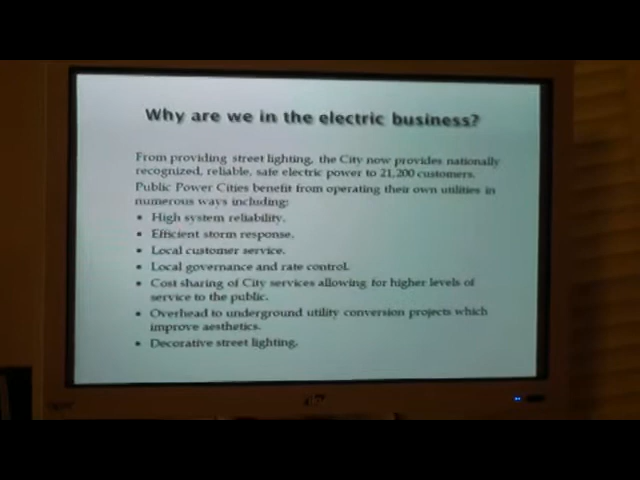 Why are we in the electric business?
From providing street lighting, the City now provides nationally
recognized, reliable, safe electric power to 21,200 customers.
Public Power Cities benefit from operating their own utilities in
numerous ways including:
• High system reliability.
• Efficient storm response.
• Local customer service.
• Local governance and rate control.
• Cost sharing of City services allowing for higher levels of
service to the public.
• Overhead to underground utility conversion projects which
improve aesthetics.
• Decorative street lighting.